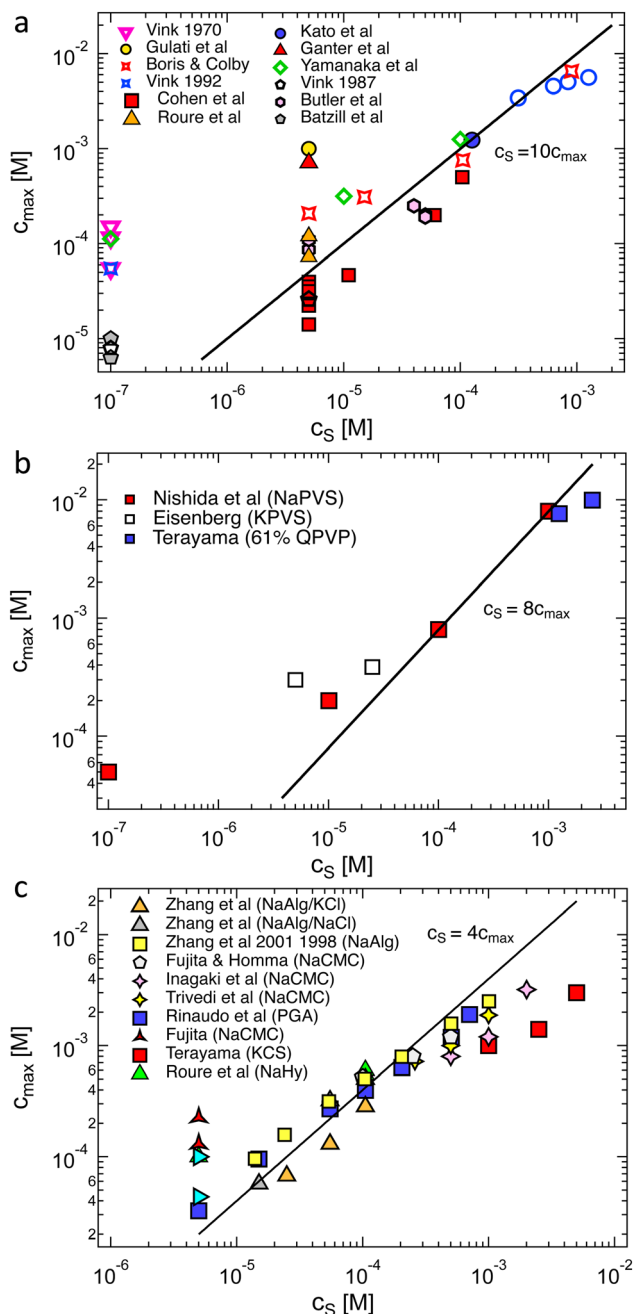 a
Vink 1970
Gulati et al
Boris & Colby
Vink 1992
Cohen et al
Roure et al
Kato et al
Ganter et al
Yamanaka et al
Vink 1987
Butler et al
Batzill et al
c_S =10c_max
c_max [M]
10^-2
10^-3
10^-4
10^-5
10^-7
10^-6
10^-5
10^-4
10^-3
c_S [M]
b
Nishida et al (NaPVS)
Eisenberg (KPVS)
Terayama (61% QPVP)
c_S = 8c_max
c_max [M]
2
10^-2
8
6
4
2
10^-3
8
6
4
2
10^-4
8
6
4
10^-7
10^-6
10^-5
10^-4
10^-3
c_S [M]
c
Zhang et al (NaAlg/KCl)
Zhang et al (NaAlg/NaCl)
Zhang et al 2001 1998 (NaAlg)
Fujita & Homma (NaCMC)
Inagaki et al (NaCMC)
Trivedi et al (NaCMC)
Rinaudo et al (PGA)
Fujita (NaCMC)
Terayama (KCS)
Roure et al (NaHy)
c_S = 4c_max
c_max [M]
2
10^-2
8
6
4
2
10^-3
8
6
4
2
10^-4
8
6
4
2
10^-6
10^-5
10^-4
10^-3
10^-2
c_S [M]